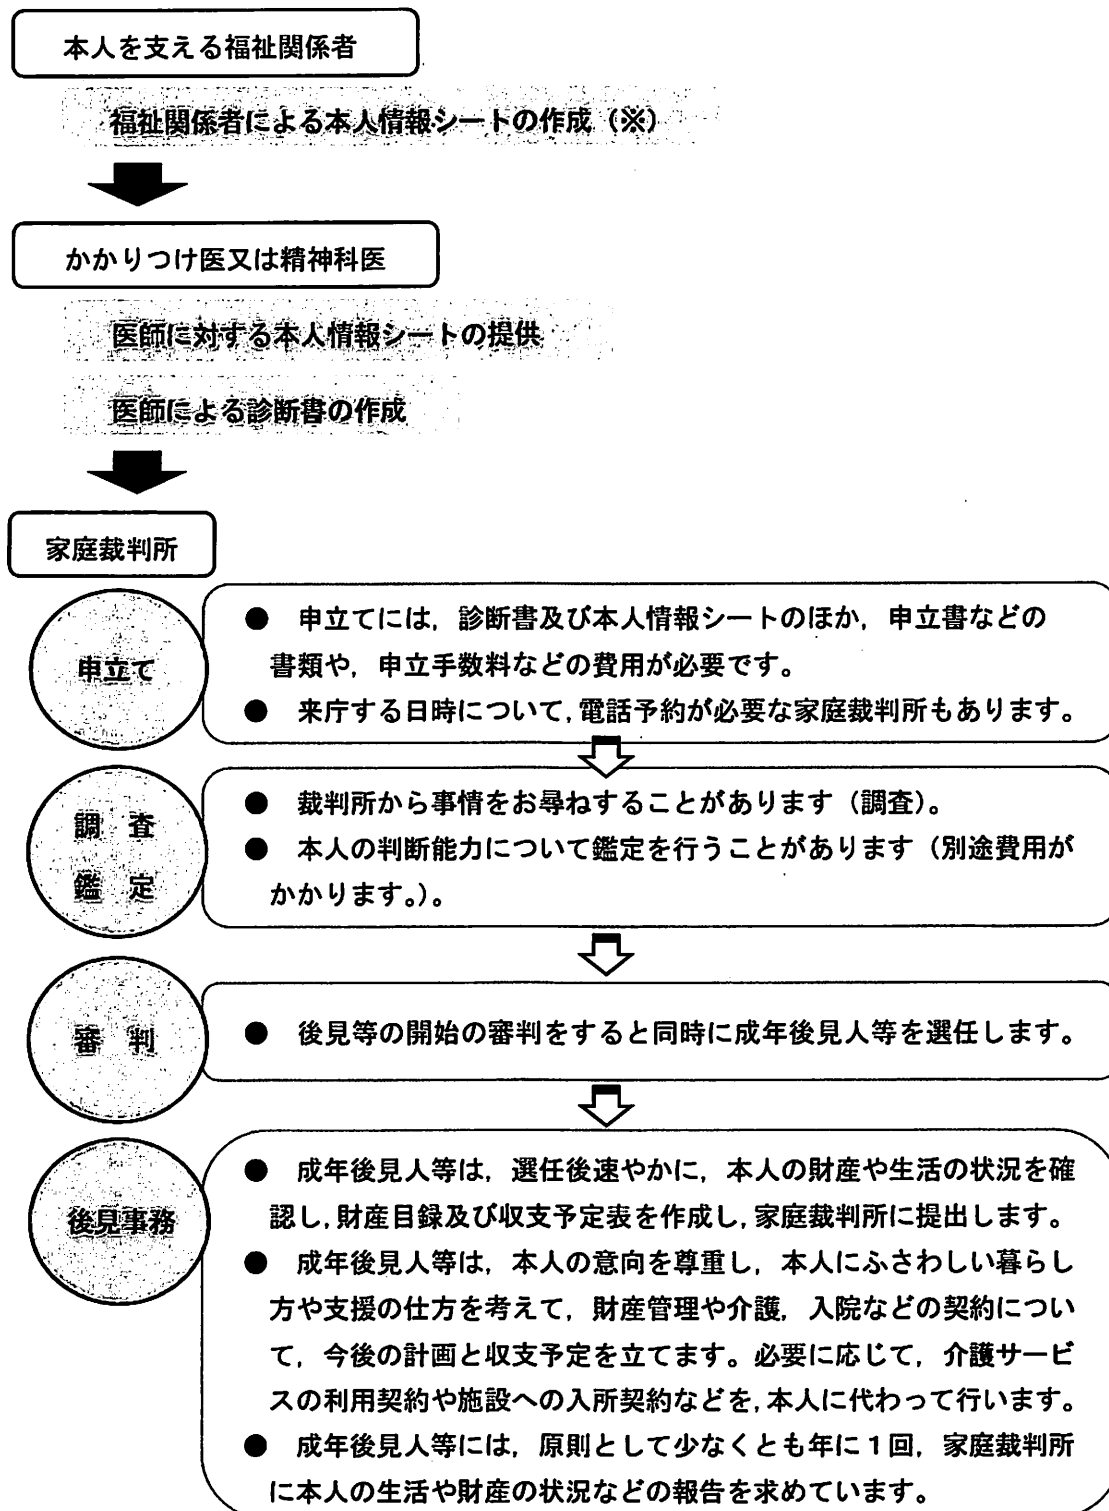 本人を支える福祉関係者
福祉関係者による本人情報シートの作成（※）
かかりつけ医又は精神科医
医師に対する本人情報シートの提供
医師による診断書の作成
家庭裁判所
申立て
● 申立てには，診断書及び本人情報シートのほか，申立書などの
書類や，申立手数料などの費用が必要です。
● 来庁する日時について，電話予約が必要な家庭裁判所もあります。
調 査
鑑 定
● 裁判所から事情をお尋ねすることがあります（調査）。
● 本人の判断能力について鑑定を行うことがあります（別途費用が
かかります。）。
審 判
● 後見等の開始の審判をすると同時に成年後見人等を選任します。
後見事務
● 成年後見人等は，選任後速やかに，本人の財産や生活の状況を確
認し，財産目録及び収支予定表を作成し，家庭裁判所に提出します。
● 成年後見人等は，本人の意向を尊重し，本人にふさわしい暮らし
方や支援の仕方を考えて，財産管理や介護，入院などの契約につい
て，今後の計画と収支予定を立てます。必要に応じて，介護サービ
スの利用契約や施設への入所契約などを，本人に代わって行います。
● 成年後見人等には，原則として少なくとも年に１回，家庭裁判所
に本人の生活や財産の状況などの報告を求めています。